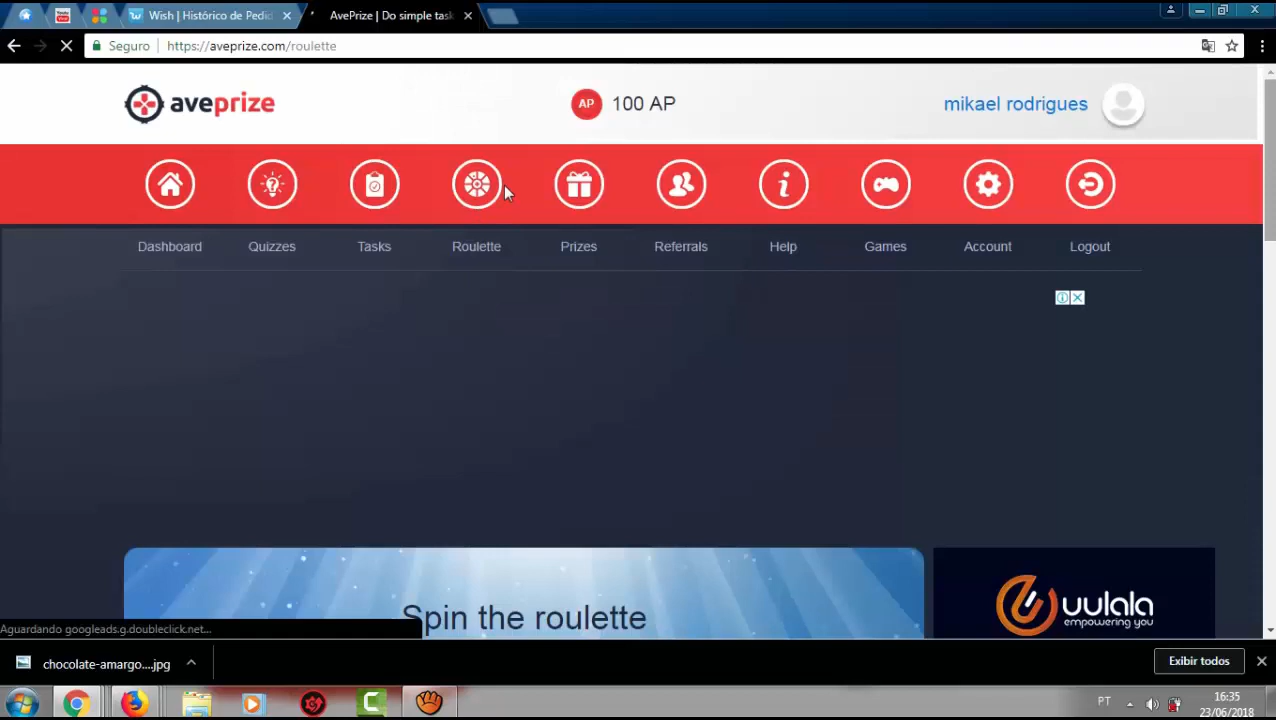 Wish | Histórico de Pedid
AvePrize | Do simple task
Seguro
https://aveprize.com/roulette
aveprize
AP
100 AP
mikael rodrigues
Dashboard
Quizzes
Tasks
Roulette
Prizes
Referrals
Help
Games
Account
Logout
Spin the roulette
uulala
empowering you
Aguardando googleads.g.doubleclick.net...
chocolate-amargo....jpg
Exibir todos
PT
16:35
23/06/2018